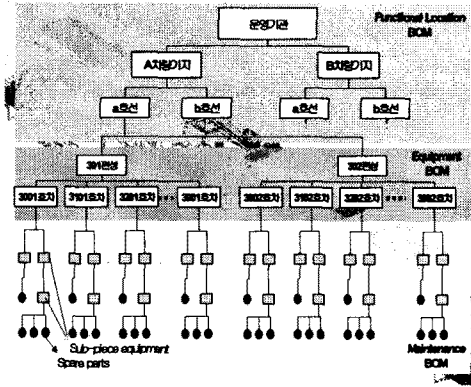 운영기관
Functional Location
BOM
A차량기지
B차량기지
a호선
b호선
a호선
b호선
Equipment
BOM
301편성
302편성
3001호차
3101호차
3201호차
3901호차
3002호차
3102호차
3202호차
3902호차
Sub-piece equipment
Spare parts
Maintenance
BOM